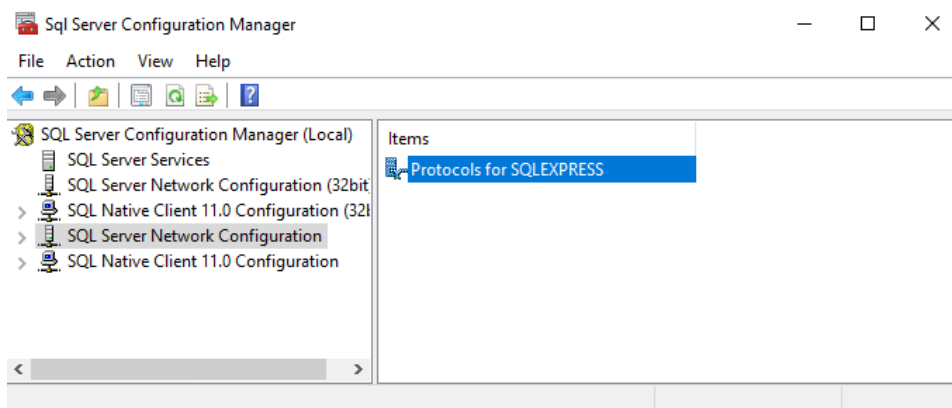 Sql Server Configuration Manager
File Action View Help
SQL Server Configuration Manager (Local)
SQL Server Services
SQL Server Network Configuration (32bit
SQL Native Client 11.0 Configuration (32b
SQL Server Network Configuration
SQL Native Client 11.0 Configuration
Items
Protocols for SQLEXPRESS